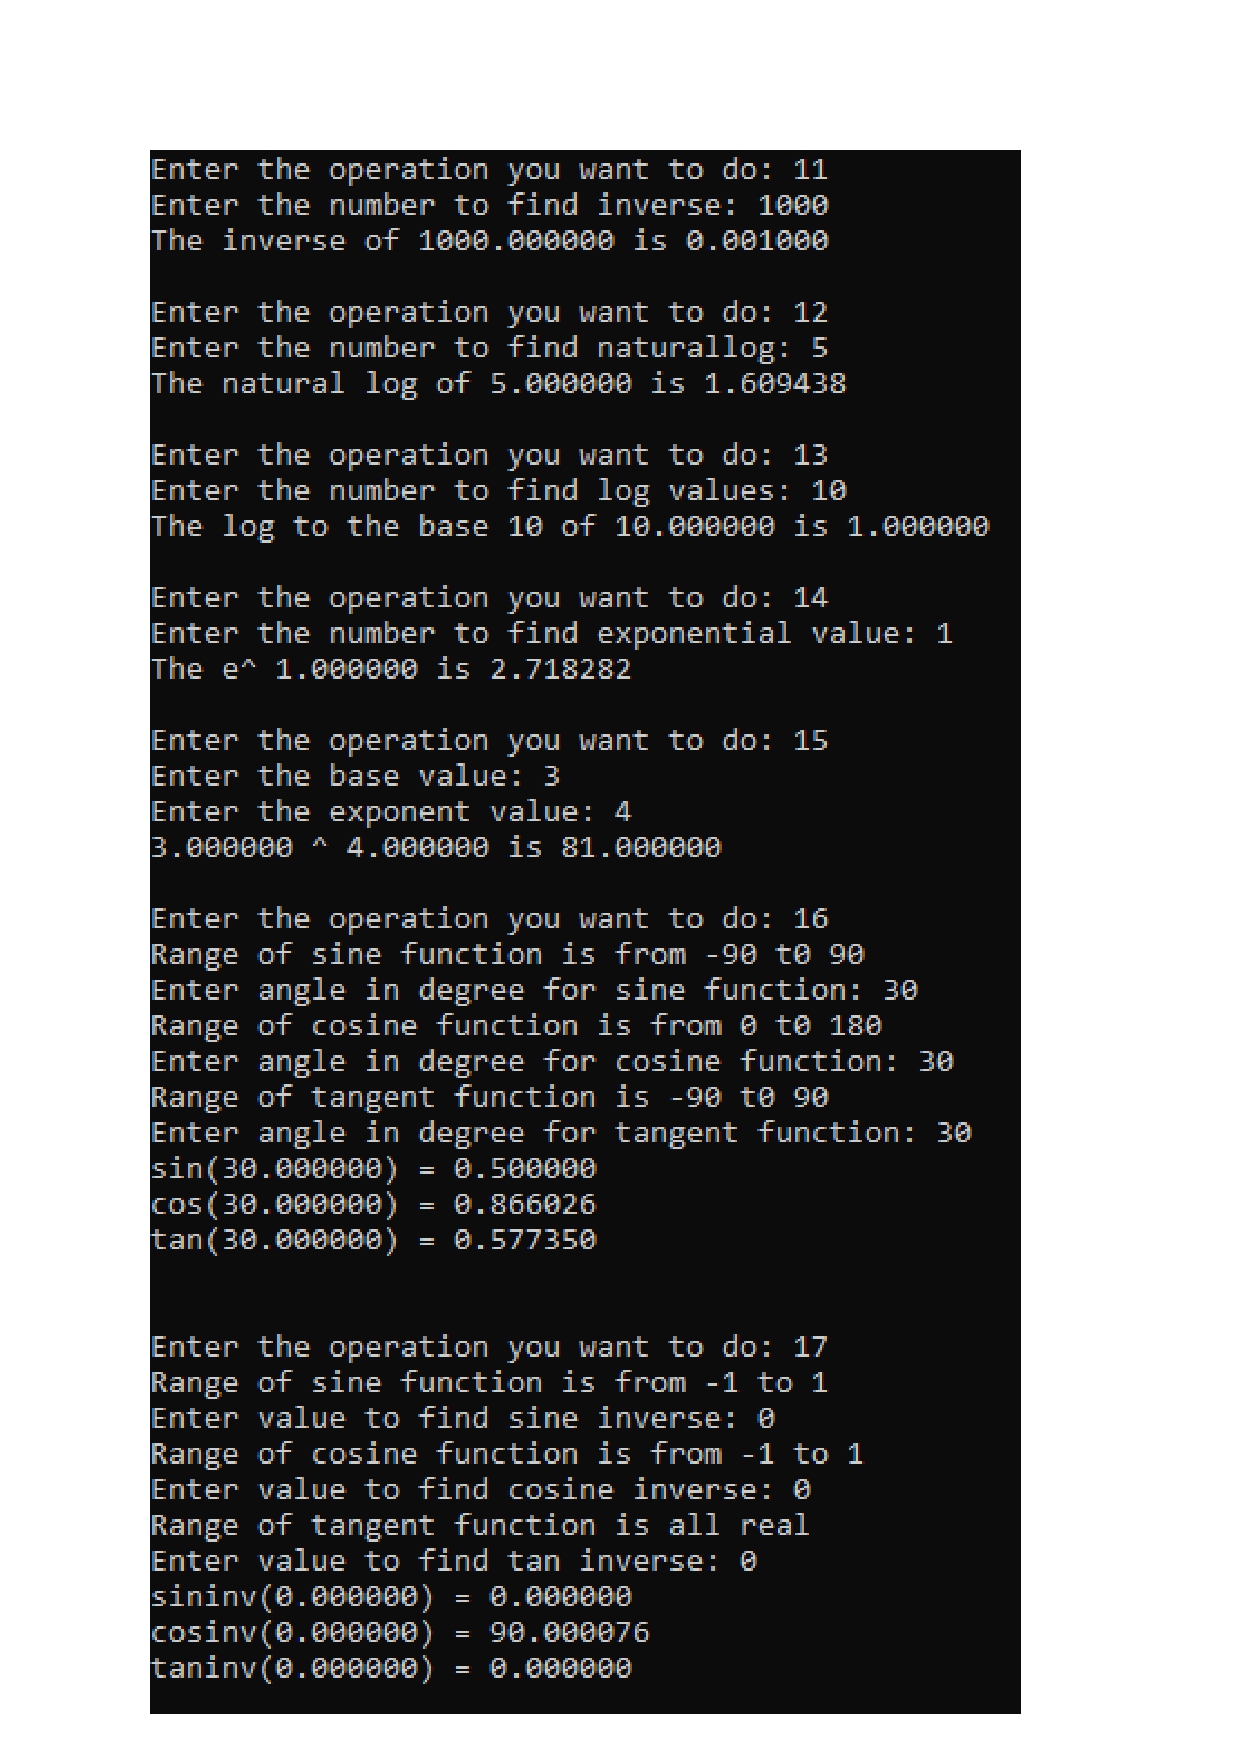 Enter the operation you want to do: 11
Enter the number to find inverse: 1000
The inverse of 1000.000000 is 0.001000
Enter the operation you want to do: 12
Enter the number to find naturallog: 5
The natural log of 5.000000 is 1.609438
Enter the operation you want to do: 13
Enter the number to find log values: 10
The log to the base 10 of 10.000000 is 1.000000
Enter the operation you want to do: 14
Enter the number to find exponential value: 1
The e^ 1.000000 is 2.718282
Enter the operation you want to do: 15
Enter the base value: 3
Enter the exponent value: 4
3.000000 ^ 4.000000 is 81.000000
Enter the operation you want to do: 16
Range of sine function is from -90 t0 90
Enter angle in degree for sine function: 30
Range of cosine function is from 0 t0 180
Enter angle in degree for cosine function: 30
Range of tangent function is -90 t0 90
Enter angle in degree for tangent function: 30
sin(30.000000) = 0.500000
cos(30.000000) = 0.866026
tan(30.000000) = 0.577350
Enter the operation you want to do: 17
Range of sine function is from -1 to 1
Enter value to find sine inverse: 0
Range of cosine function is from -1 to 1
Enter value to find cosine inverse: 0
Range of tangent function is all real
Enter value to find tan inverse: 0
sininv(0.000000) = 0.000000
cosinv(0.000000) = 90.000076
taninv(0.000000) = 0.000000